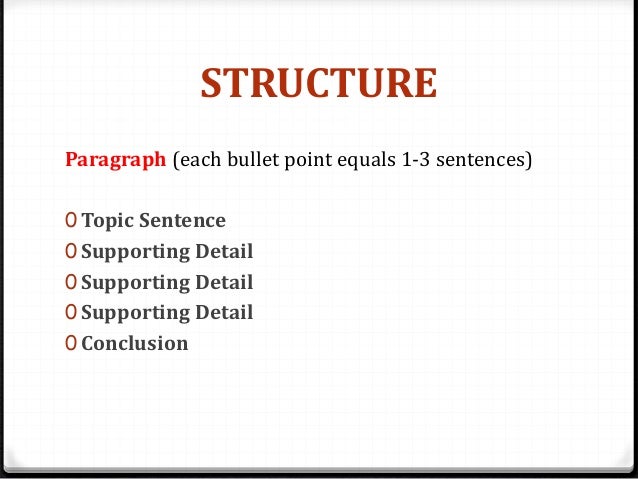 STRUCTURE
Paragraph (each bullet point equals 1-3 sentences)
0 Topic Sentence
0 Supporting Detail
0 Supporting Detail
0 Supporting Detail
0 Conclusion